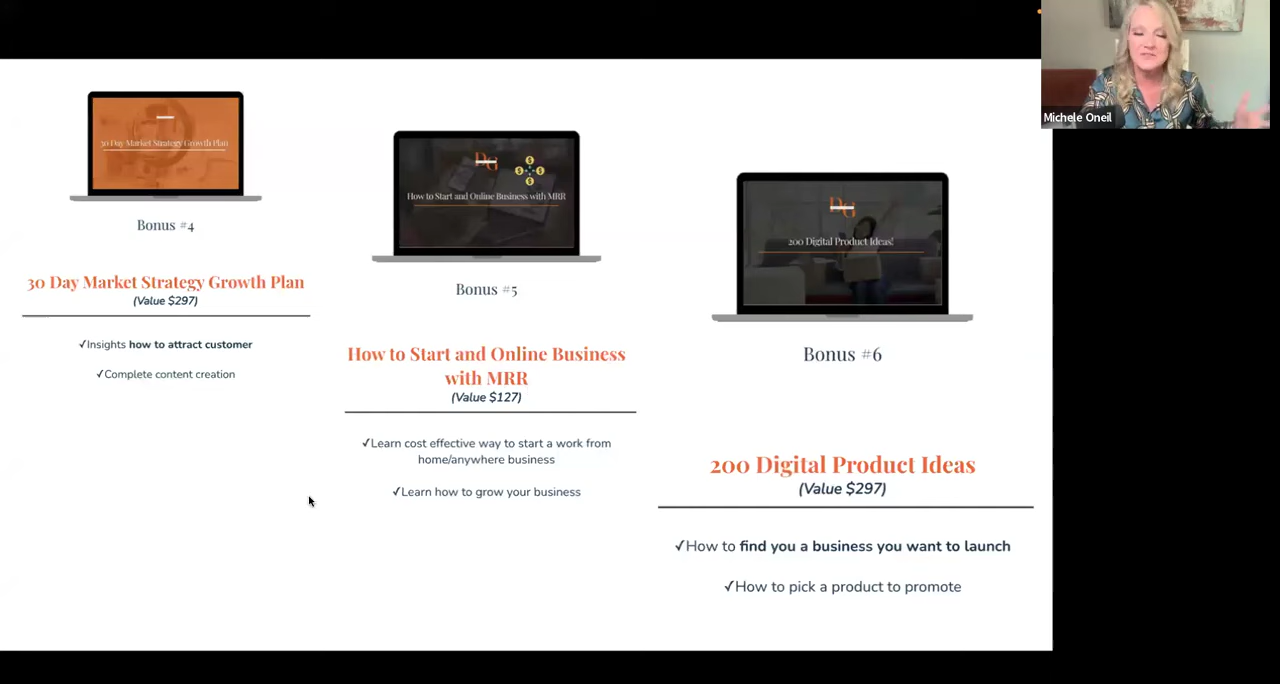 Michele Oneil
30 Day Market Strategy Growth Plan
Bonus #4
30 Day Market Strategy Growth Plan
(Value $297)
✓Insights how to attract customer
✓Complete content creation
DG
How to Start and Online Business with MRR
Bonus #5
How to Start and Online Business
with MRR
(Value $127)
✓Learn cost effective way to start a work from
home/anywhere business
✓Learn how to grow your business
DG
200 Digital Product Ideas!
Bonus #6
200 Digital Product Ideas
(Value $297)
✓How to find you a business you want to launch
✓How to pick a product to promote